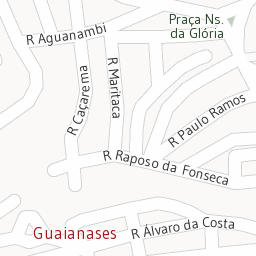 Praça Ns.
da Glória
R Aguanambi
R Caçarema
R Maritaca
R Paulo Ramos
R Raposo da Fonseca
R Álvaro da Costa
Guaianases